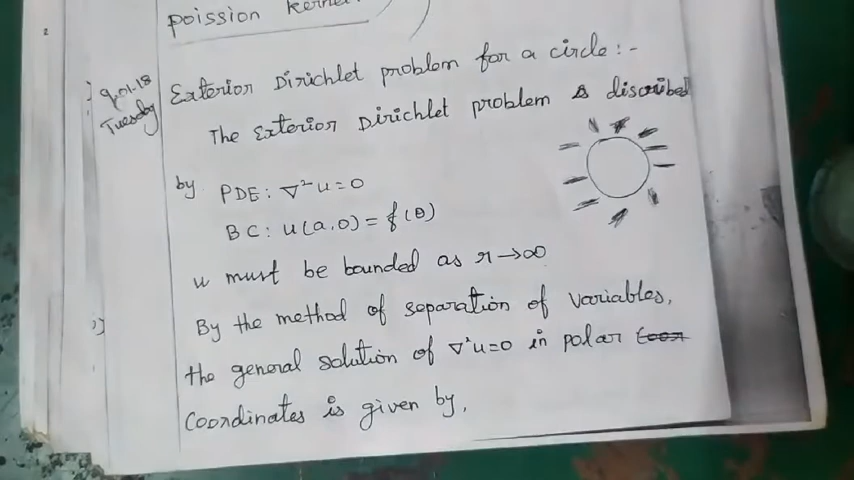 poission kernel.
9.01.18
Tuesday
Exterior Dirichlet problem for a circle:-
The Exterior Dirichlet problem is discribed
by PDE: ∇²u=0
BC: u(a,θ) = f(θ)
u must be bounded as r→∞
By the method of separation of variables,
the general solution of ∇²u=0 in polar
Coordinates is given by,